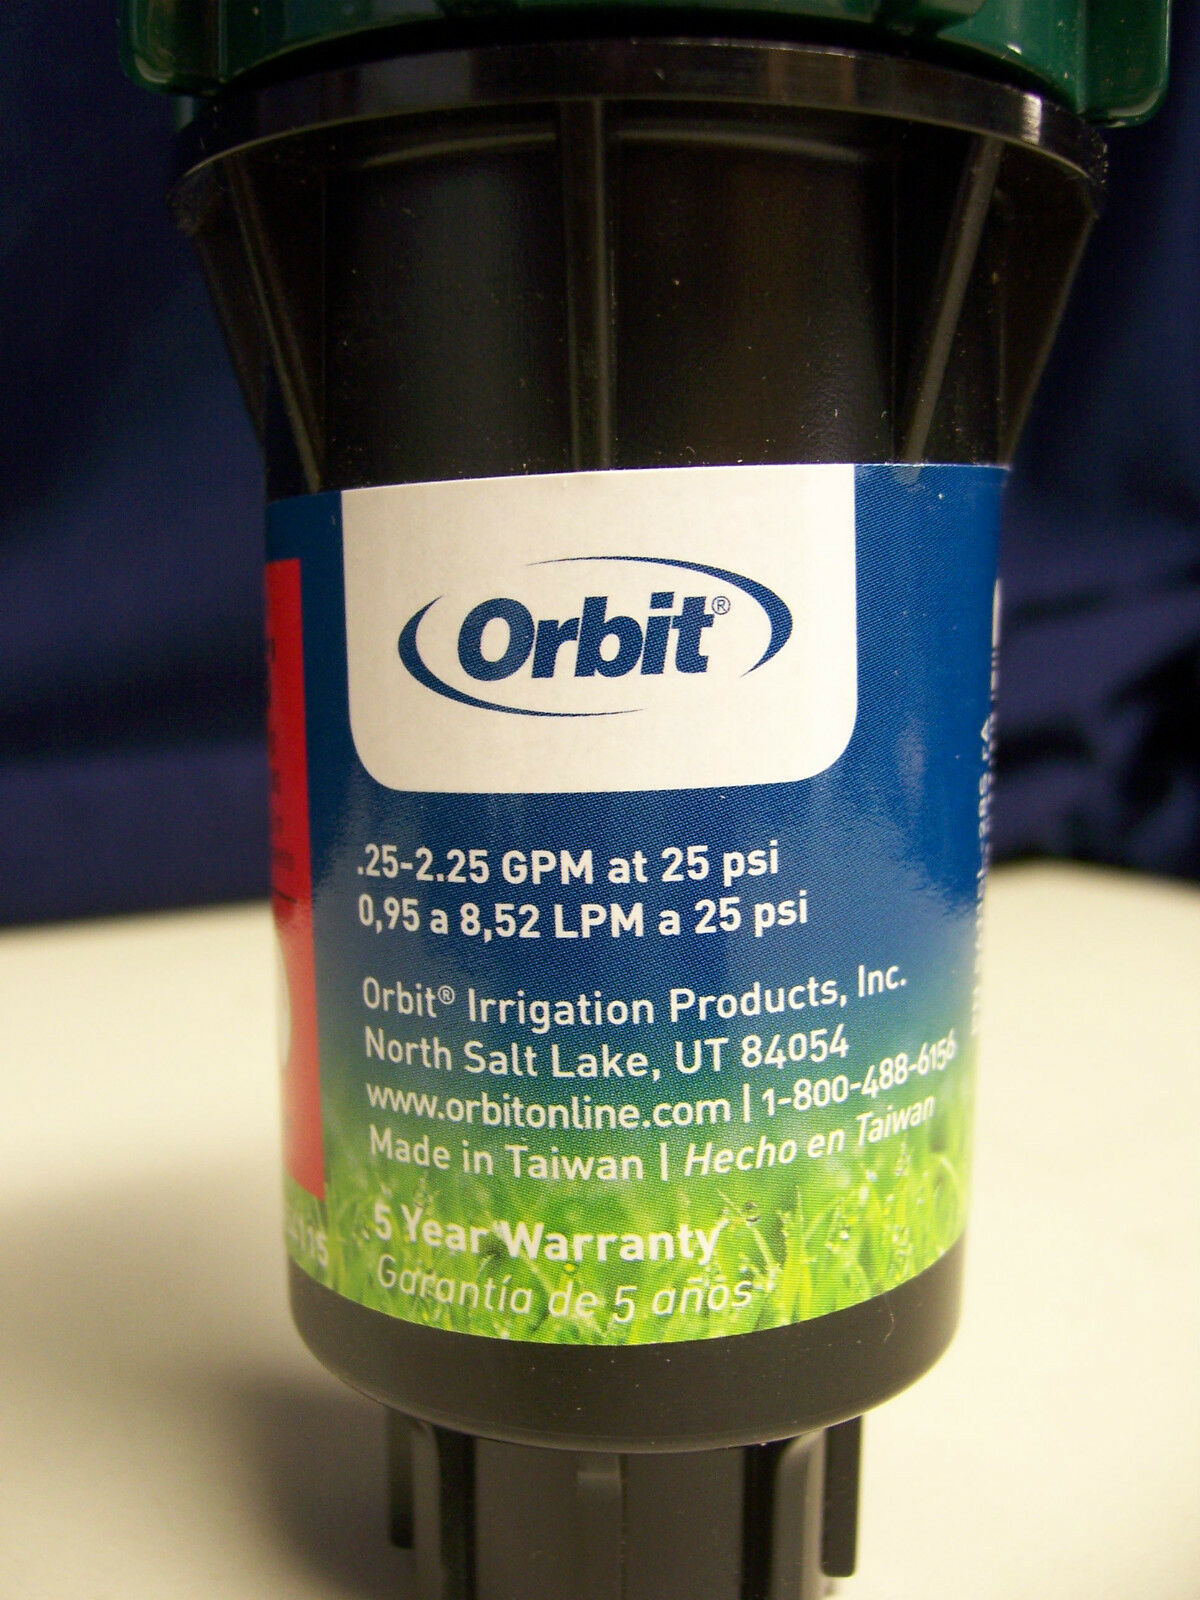 Orbit®
.25-2.25 GPM at 25 psi
0,95 a 8,52 LPM a 25 psi
Orbit® Irrigation Products, Inc.
North Salt Lake, UT 84054
www.orbitonline.com | 1-800-488-6156
Made in Taiwan | Hecho en Taiwan
5 Year Warranty
Garantía de 5 años